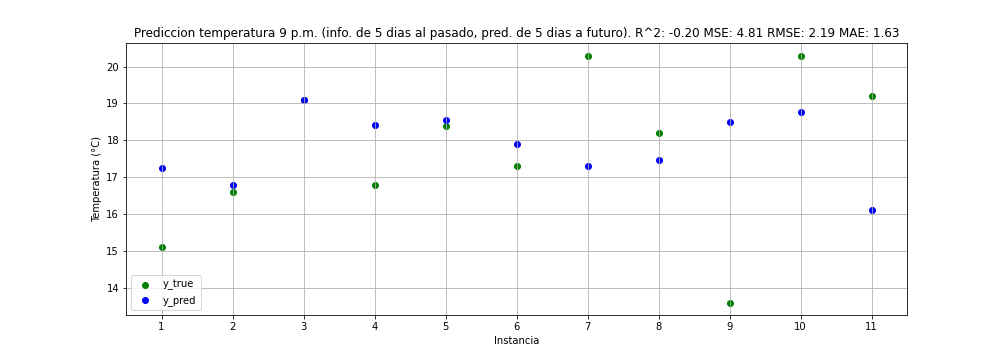 Prediccion temperatura 9 p.m. (info. de 5 dias al pasado, pred. de 5 dias a futuro). R^2: -0.20 MSE: 4.81 RMSE: 2.19 MAE: 1.63
Temperatura (°C)
20
19
18
17
16
15
14
y_true
y_pred
1 2 3 4 5 6 7 8 9 10 11
Instancia